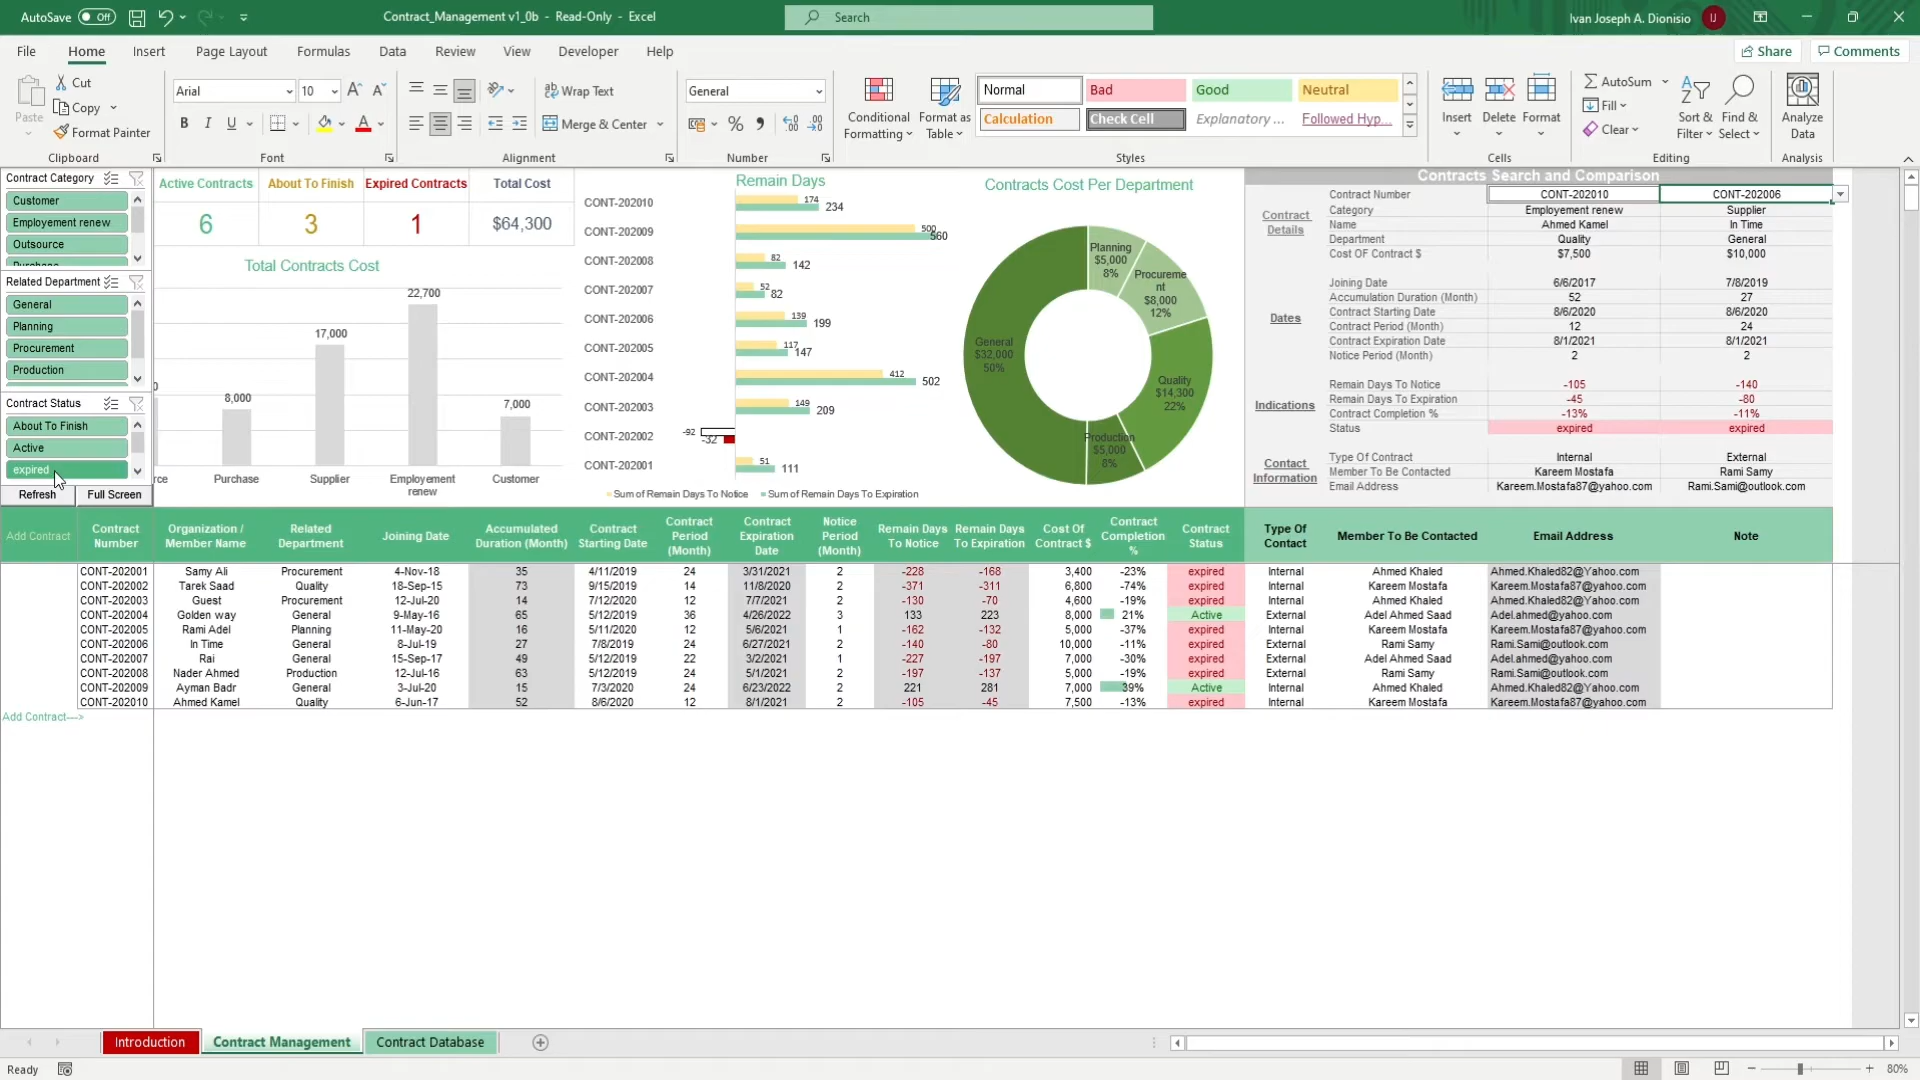 AutoSave Off Contract_Management v1_0b - Read-Only - Excel Search Ivan Joseph A. Dionisio IJ
File Home Insert Page Layout Formulas Data Review View Developer Help Share Comments
Paste Cut Copy Format Painter Clipboard
Arial 10 B I U Font
Wrap Text Merge & Center Alignment
General Number
Conditional Formatting Format as Table
Normal Bad Good Neutral
Calculation Check Cell Explanatory ... Followed Hyp...
Styles
Insert Delete Format Cells
AutoSum Fill Clear Sort & Filter Find & Select Editing
Analyze Data Analysis
Contract Category
Customer
Employement renew
Outsource
Related Department
General
Planning
Procurement
Production
Contract Status
About To Finish
Active
expired
Refresh Full Screen
Active Contracts About To Finish Expired Contracts Total Cost
6 3 1 $64,300
Total Contracts Cost
8,000 17,000 22,700 7,000
rce Purchase Supplier Employement renew Customer
Remain Days
CONT-202010 174 234
CONT-202009 500 560
CONT-202008 82 142
CONT-202007 52 82
CONT-202006 139 199
CONT-202005 117 147
CONT-202004 412 502
CONT-202003 149 209
CONT-202002 -92 -32
CONT-202001 51 111
Sum of Remain Days To Notice Sum of Remain Days To Expiration
Contracts Cost Per Department
Planning $5,000 8%
Procurement $8,000 12%
Quality $14,300 22%
Production $5,000 8%
General $32,000 50%
Contracts Search and Comparison
Contract Details
Contract Number CONT-202010 CONT-202006
Category Employement renew Supplier
Name Ahmed Kamel In Time
Department Quality General
Cost OF Contract $ $7,500 $10,000
Dates
Joining Date 6/6/2017 7/8/2019
Accumulation Duration (Month) 52 27
Contract Starting Date 8/6/2020 8/6/2020
Contract Period (Month) 12 24
Contract Expiration Date 8/1/2021 8/1/2021
Notice Period (Month) 2 2
Indications
Remain Days To Notice -105 -140
Remain Days To Expiration -45 -80
Contract Completion % -13% -11%
Status expired expired
Contact Information
Type Of Contract Internal External
Member To Be Contacted Kareem Mostafa Rami Samy
Email Address Kareem.Mostafa87@yahoo.com Rami.Sami@outlook.com
Add Contract Contract Number Organization / Member Name Related Department Joining Date Accumulated Duration (Month) Contract Starting Date Contract Period (Month) Contract Expiration Date Notice Period (Month) Remain Days To Notice Remain Days To Expiration Cost Of Contract $ Contract Completion % Contract Status Type Of Contact Member To Be Contacted Email Address Note
CONT-202001 Samy Ali Procurement 4-Nov-18 35 4/11/2019 24 3/31/2021 2 -228 -168 3,400 -23% expired Internal Ahmed Khaled Ahmed.Khaled82@Yahoo.com
CONT-202002 Tarek Saad Quality 18-Sep-15 73 9/15/2019 14 11/8/2020 2 -371 -311 6,800 -74% expired Internal Kareem Mostafa Kareem.Mostafa87@yahoo.com
CONT-202003 Guest Procurement 12-Jul-20 14 7/12/2020 12 7/7/2021 2 -130 -70 4,600 -19% expired Internal Ahmed Khaled Ahmed.Khaled82@Yahoo.com
CONT-202004 Golden way General 9-May-16 65 5/12/2019 36 4/26/2022 3 133 223 8,000 21% Active External Adel Ahmed Saad Adel.ahmed@yahoo.com
CONT-202005 Rami Adel Planning 11-May-20 16 5/11/2020 12 5/6/2021 1 -162 -132 5,000 -37% expired Internal Kareem Mostafa Kareem.Mostafa87@yahoo.com
CONT-202006 In Time General 8-Jul-19 27 7/8/2019 24 6/27/2021 2 -140 -80 10,000 -11% expired External Rami Samy Rami.Sami@outlook.com
CONT-202007 Rai General 15-Sep-17 49 5/12/2019 22 3/2/2021 1 -227 -197 7,000 -30% expired External Adel Ahmed Saad Adel.ahmed@yahoo.com
CONT-202008 Nader Ahmed Production 12-Jul-16 63 5/12/2019 24 5/1/2021 2 -197 -137 5,000 -19% expired External Rami Samy Rami.Sami@outlook.com
CONT-202009 Ayman Badr General 3-Jul-20 15 7/3/2020 24 6/23/2022 2 221 281 7,000 39% Active Internal Ahmed Khaled Ahmed.Khaled82@Yahoo.com
CONT-202010 Ahmed Kamel Quality 6-Jun-17 52 8/6/2020 12 8/1/2021 2 -105 -45 7,500 -13% expired Internal Kareem Mostafa Kareem.Mostafa87@yahoo.com
Add Contract--->
Introduction Contract Management Contract Database
Ready 80%